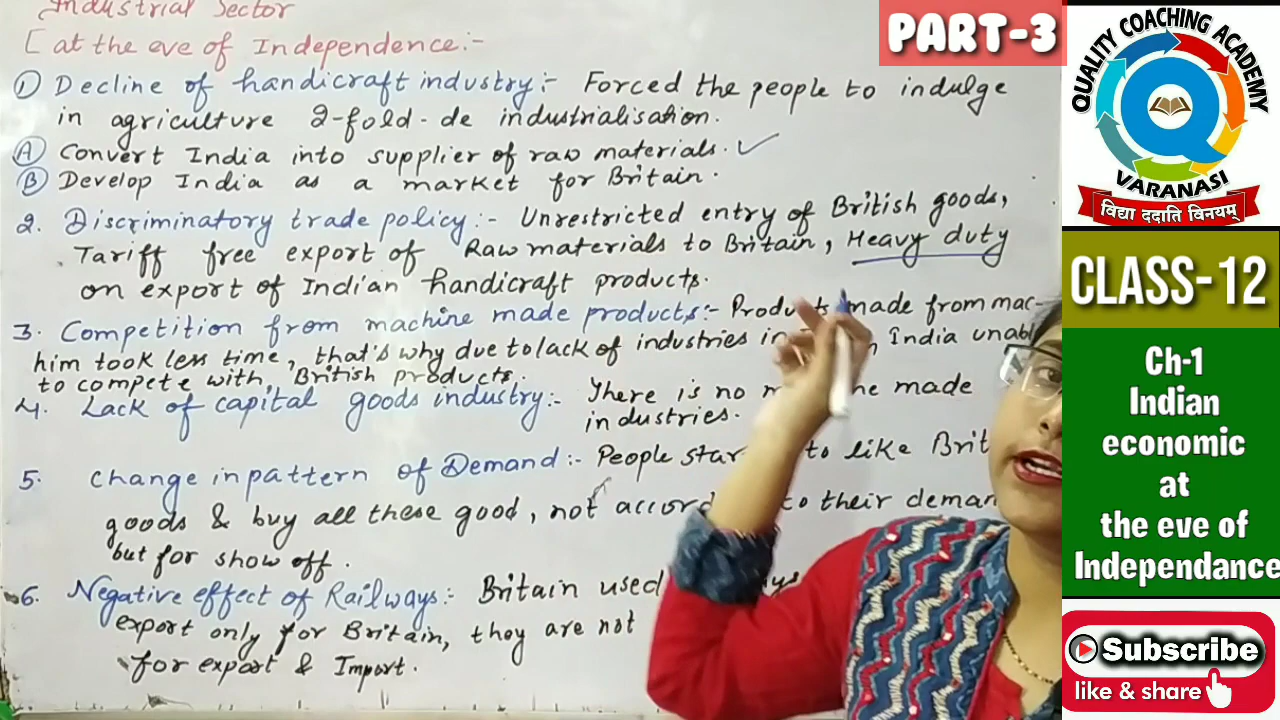 Industrial Sector
[ at the eve of Independence:-
① Decline of handicraft industry:- Forced the people to indulge
in agriculture 2-fold-de industrialisation.
Ⓐ Convert India into supplier of raw materials. ✓
Ⓑ Develop India as a market for Britain.
2. Discriminatory trade policy:- Unrestricted entry of British goods,
Tariff free export of Raw materials to Britain, Heavy duty
on export of Indian handicraft products.
3. Competition from machine made products:- Products made from mac-
him took less time, that's why due to lack of industries in India unable
to compete with British products.
4. Lack of capital goods industry:- There is no made
industries.
5. Change in pattern of Demand:- People to like
goods & buy all these good, not to their
but for show off.
6. Negative effect of Railways:- Britain used
export only for Britain, they are not
for export & Import.
PART-3
QUALITY COACHING ACADEMY
VARANASI
विद्या ददाति विनयम्
CLASS-12
Ch-1
Indian
economic
at
the eve of
Independance
Subscribe
like & share